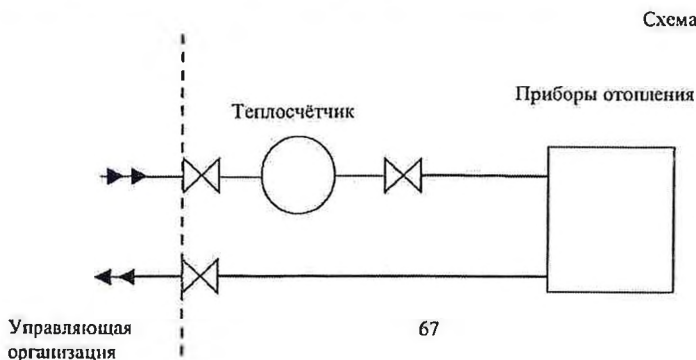 Схема
Приборы отопления
Теплосчётчик
Управляющая
организация
67